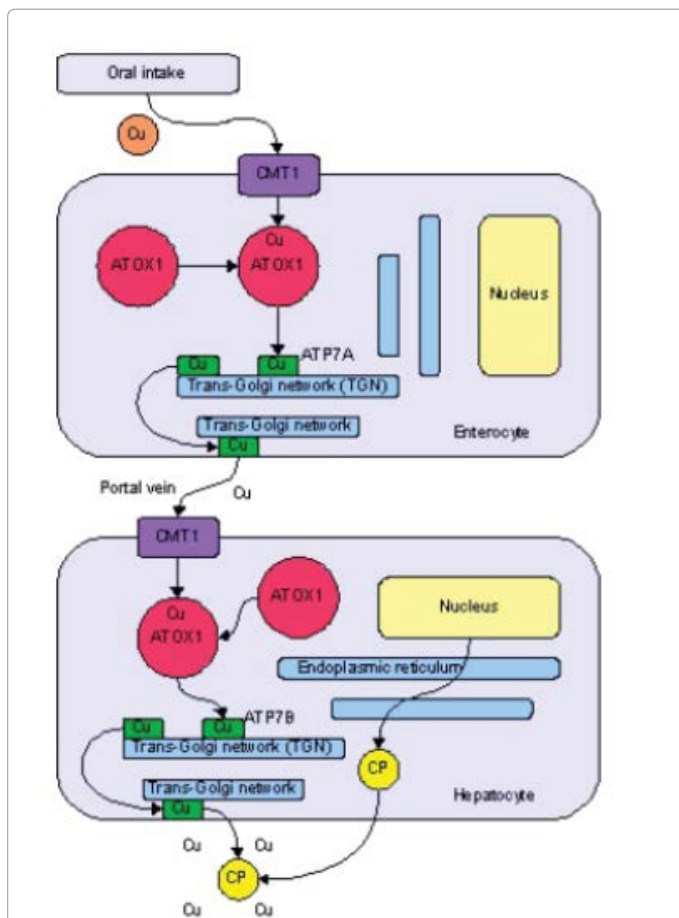 Oral intake
Cu
CMT1
Cu
ATOX1
ATOX1
Nucleus
ATP7A
Cu
Cu
Trans-Golgi network (TGN)
Trans-Golgi network
Cu
Enterocyte
Portal vein
Cu
CMT1
ATOX1
Cu
ATOX1
Nucleus
Endoplasmic reticulum
ATP7B
Cu
Cu
Trans-Golgi network (TGN)
CP
Trans-Golgi network
Cu
Hepatocyte
Cu
Cu
CP
Cu
Cu